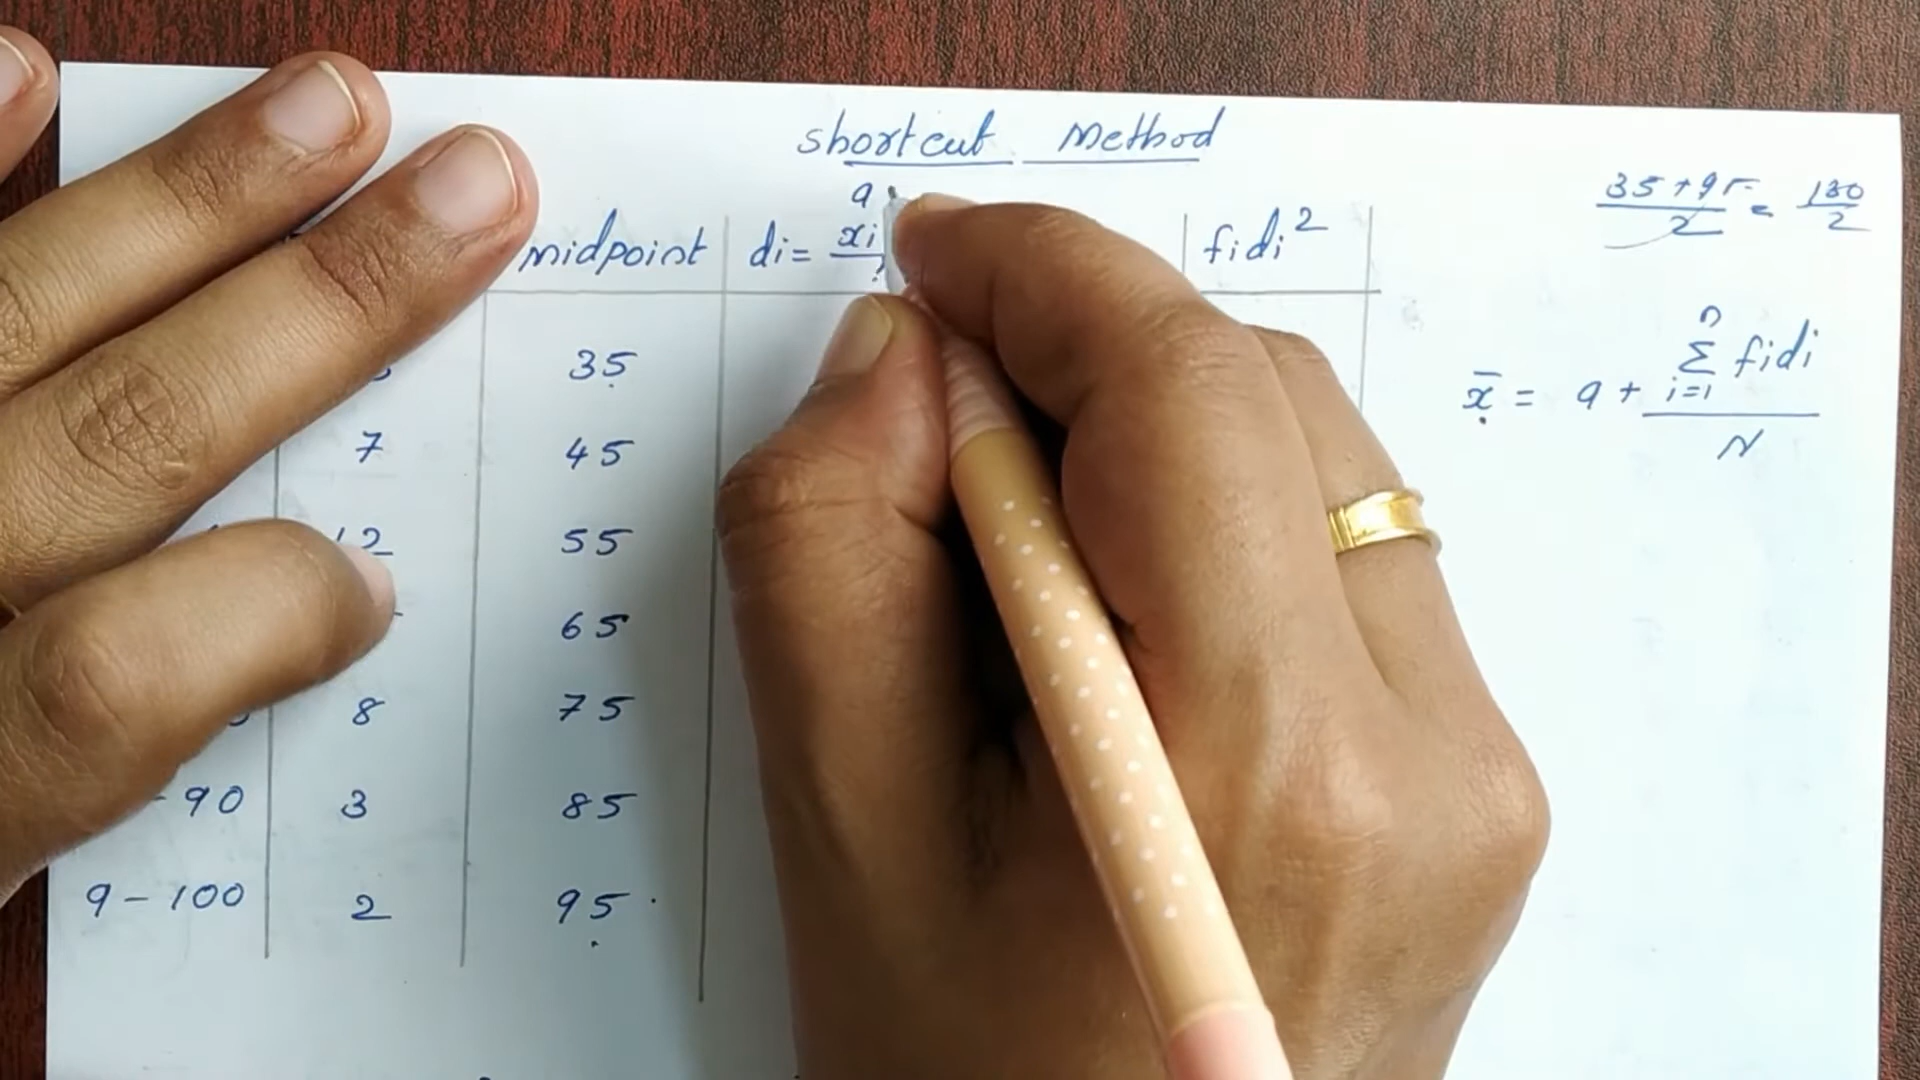 shortcut Method
a
midpoint di= xi fidi²
35+95/2 = 130/2
35
7 45
12 55
65
8 75
-90 3 85
9-100 2 95
x̄ = a + n Σ i=1 fidi / N